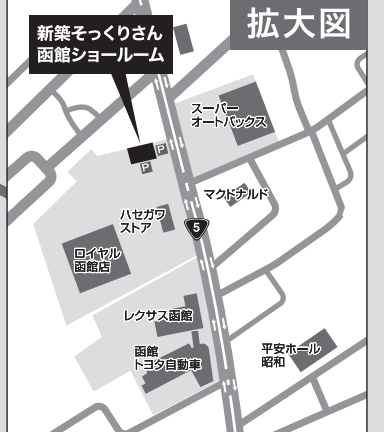 拡大図
新築そっくりさん
函館ショールーム
スーパー
オートバックス
P
P
マクドナルド
ハセガワ
ストア
5
ロイヤル
函館店
レクサス函館
函館
トヨタ自動車
平安ホール
昭和